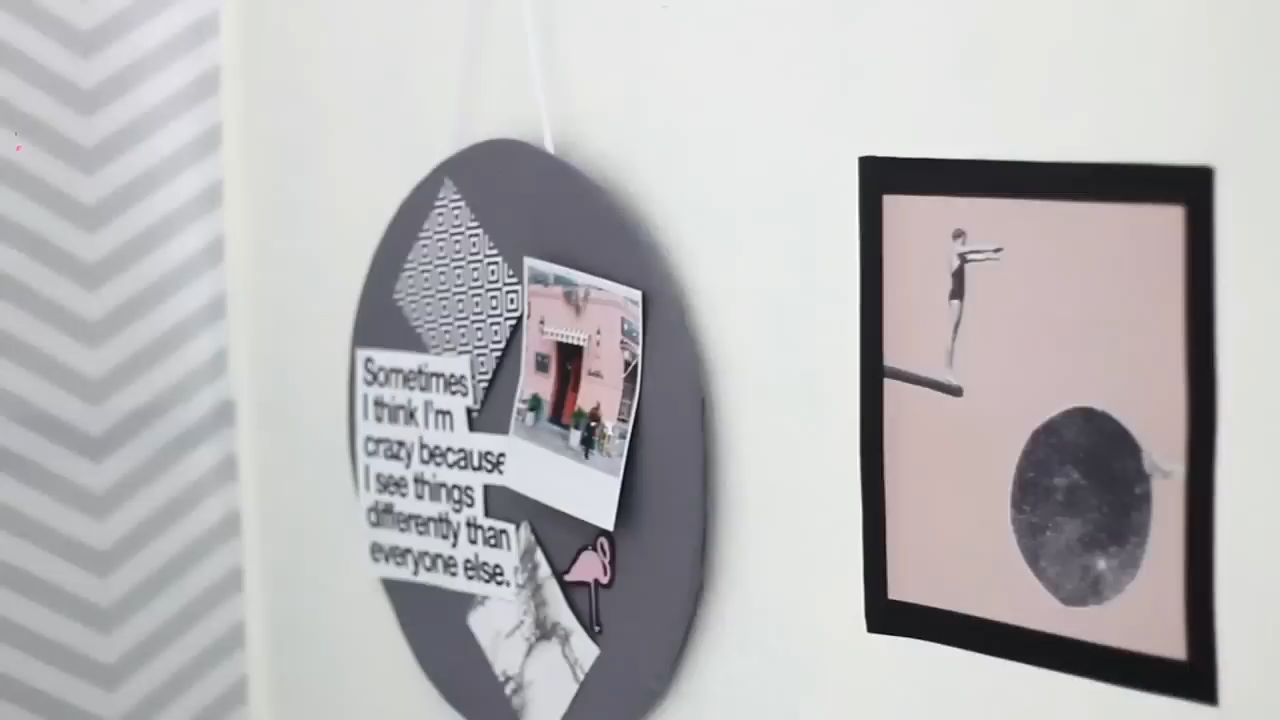 Sometimes
I think I'm
crazy because
I see things
differently than
everyone else.